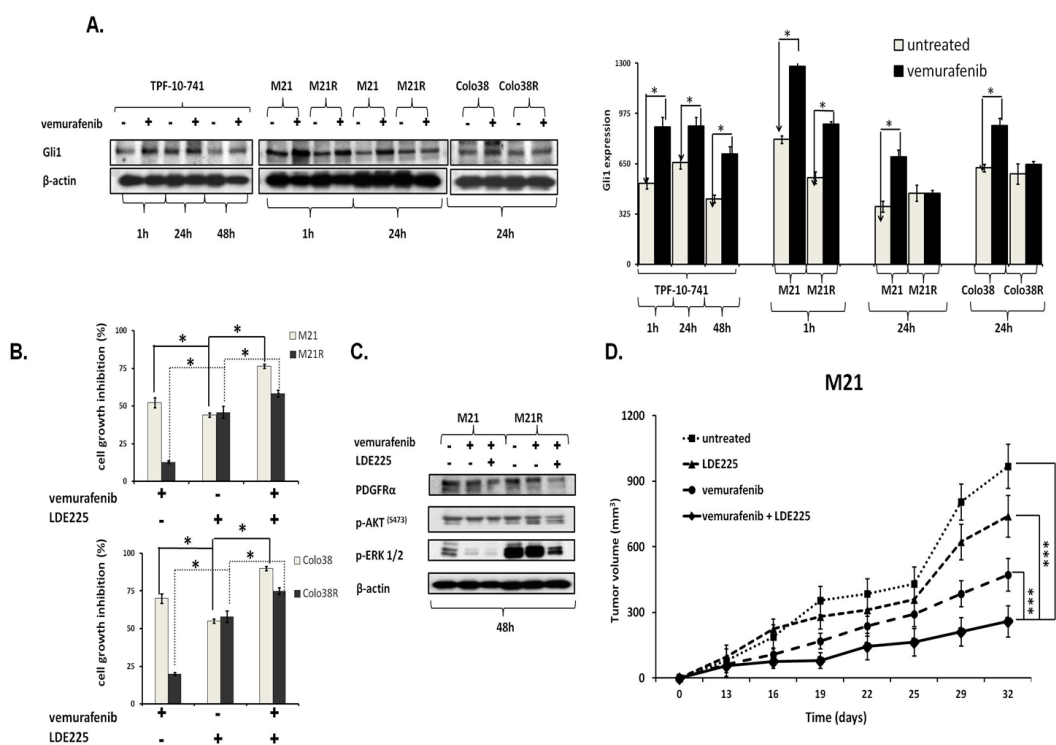 A.
TPF-10-741 M21 M21R M21 M21R Colo38 Colo38R
vemurafenib - + - + - + - + - + - + - + - + - +
Gli1
β-actin
1h 24h 48h 1h 24h 24h
untreated
vemurafenib
Gli1 expression
1300
975
650
325
0
* * * * * * *
TPF-10-741 M21 M21R M21 M21R Colo38 Colo38R
1h 24h 48h 1h 24h 24h
B.
cell growth inhibition (%)
100
75
50
25
0
* * * *
M21
M21R
vemurafenib + - +
LDE225 - + +
cell growth inhibition (%)
100
75
50
25
0
* * * *
Colo38
Colo38R
vemurafenib + - +
LDE225 - + +
C.
M21 M21R
vemurafenib - + + - + +
LDE225 - - + - - +
PDGFRα
p-AKT (S473)
p-ERK 1/2
β-actin
48h
D.
M21
Tumor volume (mm³)
1200
900
600
300
0
untreated
LDE225
vemurafenib
vemurafenib + LDE225
*** ***
0 13 16 19 22 25 29 32
Time (days)